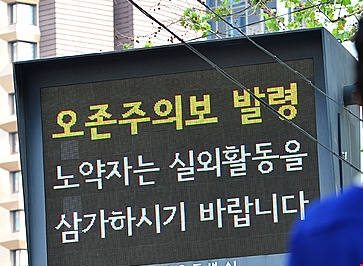 오존주의보 발령
노약자는 실외활동을
삼가하시기 바랍니다